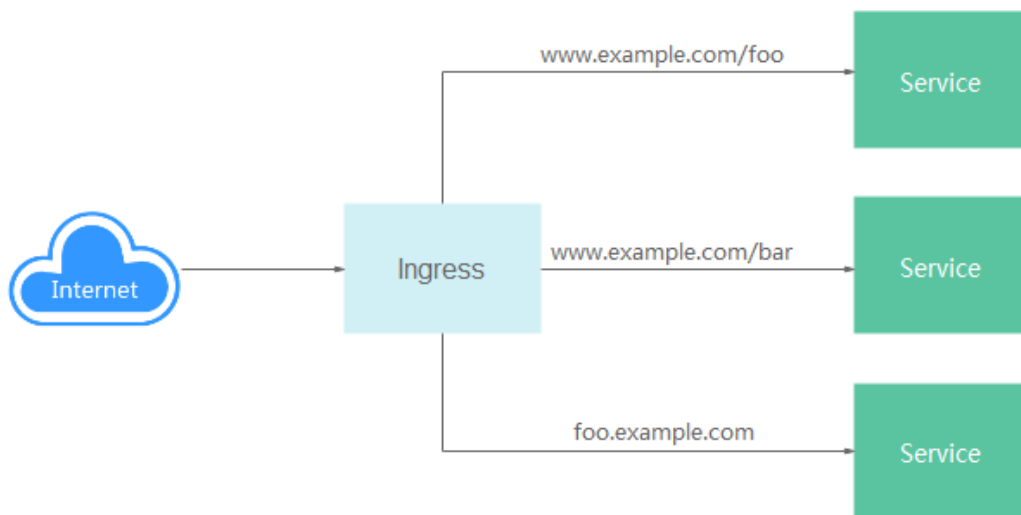 www.example.com/foo
Service
Internet
Ingress
www.example.com/bar
Service
foo.example.com
Service